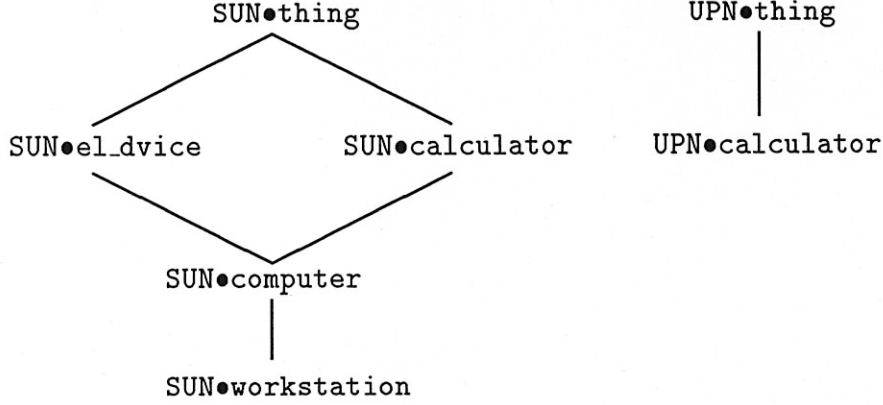 SUN●thing UPN●thing
SUN●el_dvice SUN●calculator UPN●calculator
SUN●computer
SUN●workstation